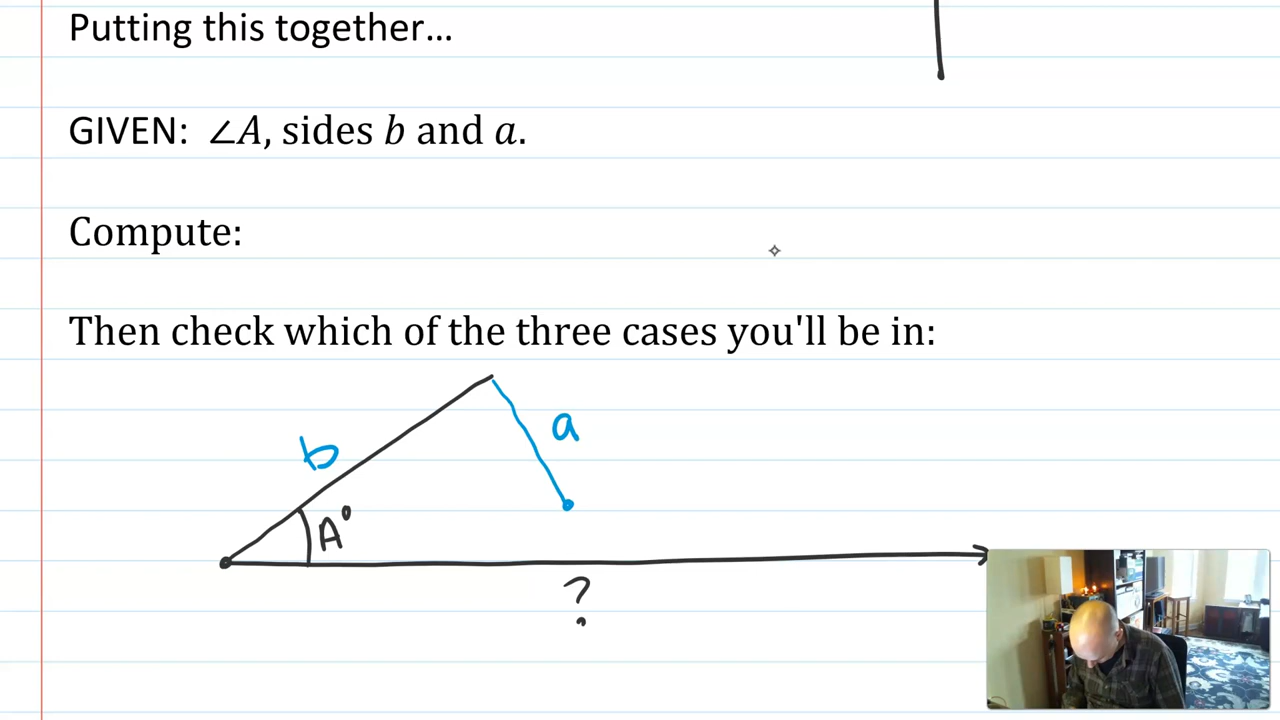 Putting this together...
GIVEN: ∠A, sides b and a.
Compute:
Then check which of the three cases you'll be in:
b
a
A°
?